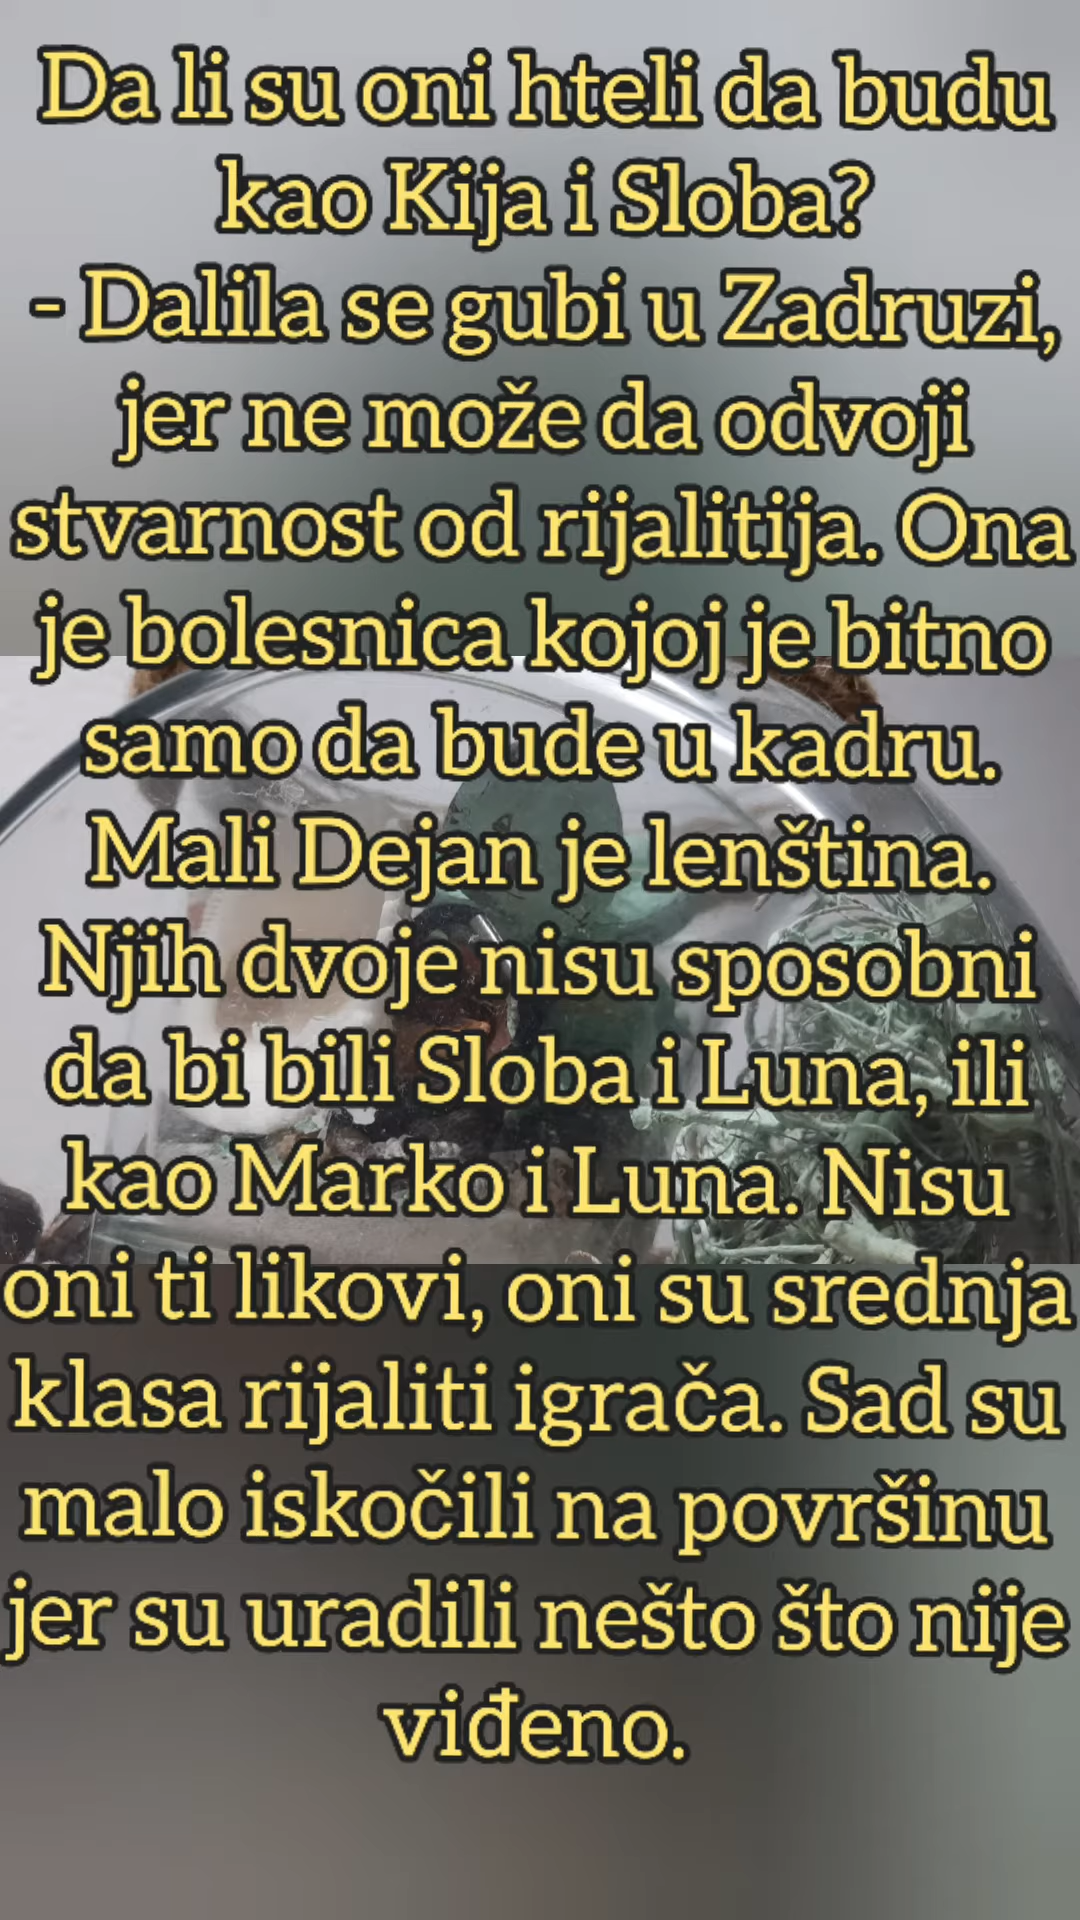 Da li su oni hteli da budu
kao Kija i Sloba?
- Dalila se gubi u Zadruzi,
jer ne može da odvoji
stvarnost od rijalitija. Ona
je bolesnica kojoj je bitno
samo da bude u kadru.
Mali Dejan je lenština.
Njih dvoje nisu sposobni
da bi bili Sloba i Luna, ili
kao Marko i Luna. Nisu
oni ti likovi, oni su srednja
klasa rijaliti igrača. Sad su
malo iskočili na površinu
jer su uradili nešto što nije
viđeno.